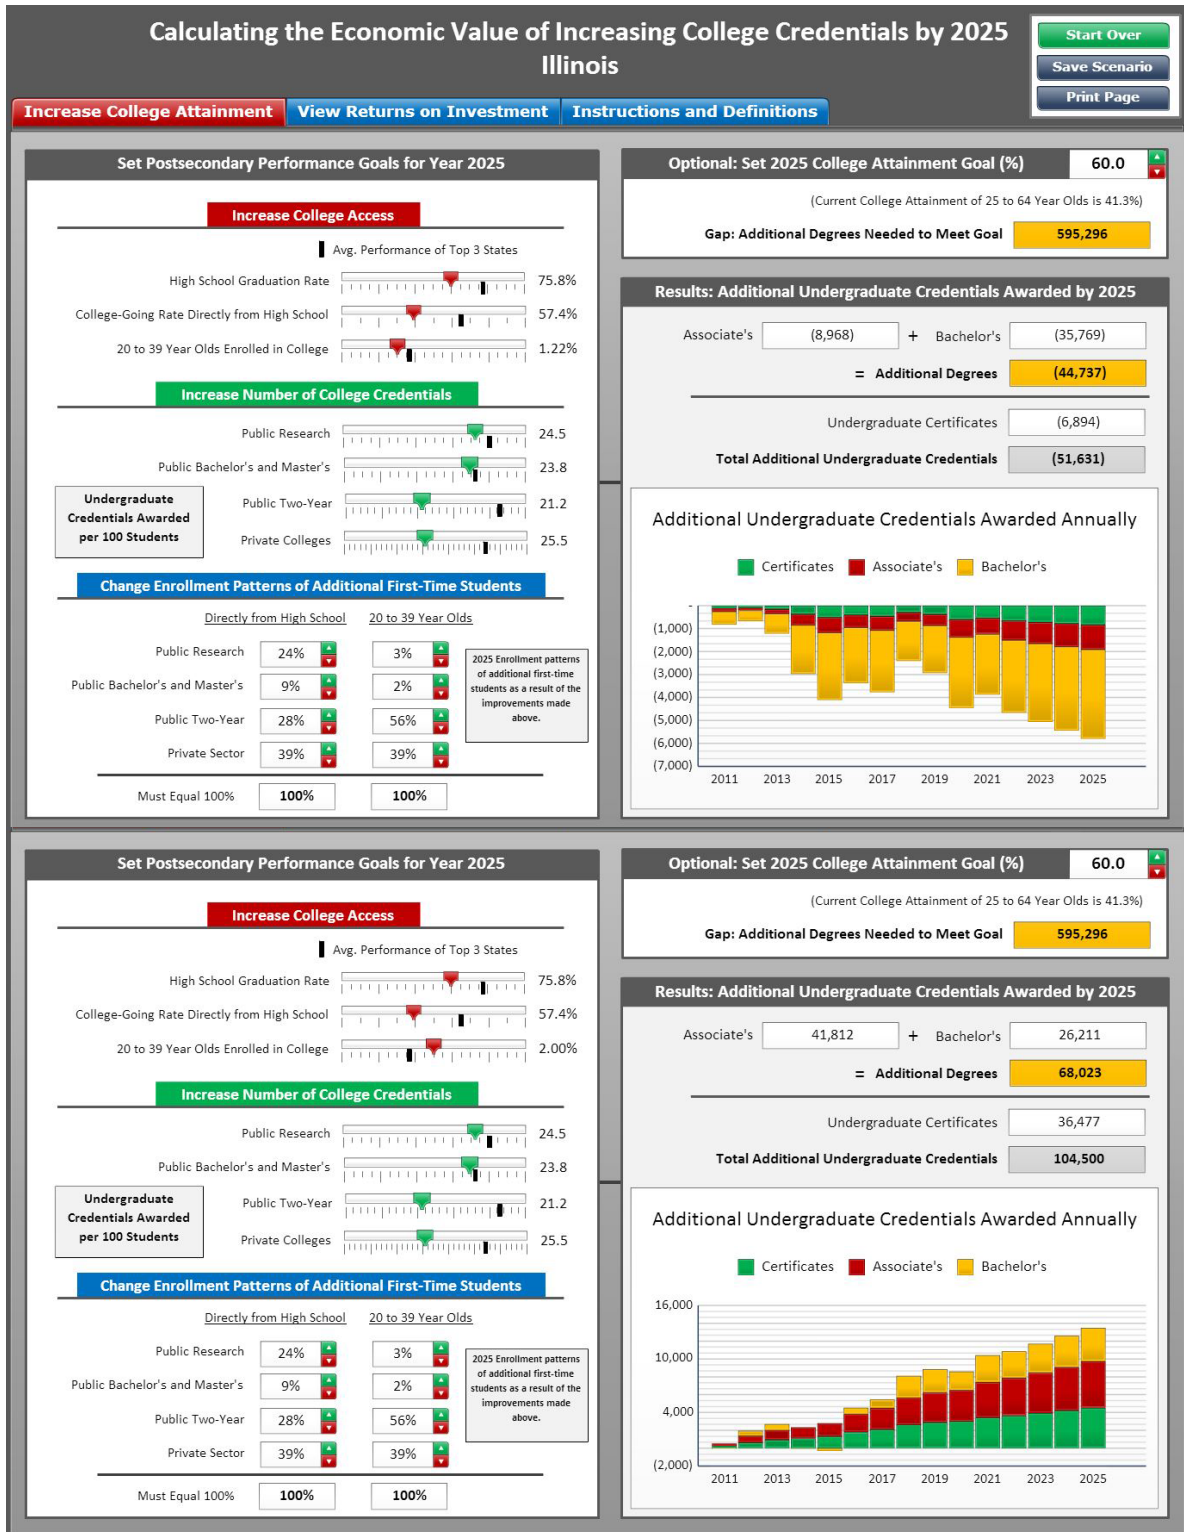 Calculating the Economic Value of Increasing College Credentials by 2025
Illinois
Start Over
Save Scenario
Print Page
Increase College Attainment
View Returns on Investment
Instructions and Definitions
Set Postsecondary Performance Goals for Year 2025
Increase College Access
Avg. Performance of Top 3 States
High School Graduation Rate 75.8%
College-Going Rate Directly from High School 57.4%
20 to 39 Year Olds Enrolled in College 1.22%
Increase Number of College Credentials
Public Research 24.5
Public Bachelor's and Master's 23.8
Undergraduate
Credentials Awarded
per 100 Students
Public Two-Year 21.2
Private Colleges 25.5
Change Enrollment Patterns of Additional First-Time Students
Directly from High School 20 to 39 Year Olds
Public Research 24% 3%
Public Bachelor's and Master's 9% 2%
Public Two-Year 28% 56%
Private Sector 39% 39%
2025 Enrollment patterns
of additional first-time
students as a result of the
improvements made
above.
Must Equal 100% 100% 100%
Optional: Set 2025 College Attainment Goal (%) 60.0
(Current College Attainment of 25 to 64 Year Olds is 41.3%)
Gap: Additional Degrees Needed to Meet Goal 595,296
Results: Additional Undergraduate Credentials Awarded by 2025
Associate's (8,968) + Bachelor's (35,769)
= Additional Degrees (44,737)
Undergraduate Certificates (6,894)
Total Additional Undergraduate Credentials (51,631)
Additional Undergraduate Credentials Awarded Annually
Certificates Associate's Bachelor's
-
(1,000)
(2,000)
(3,000)
(4,000)
(5,000)
(6,000)
(7,000)
2011 2013 2015 2017 2019 2021 2023 2025
Set Postsecondary Performance Goals for Year 2025
Increase College Access
Avg. Performance of Top 3 States
High School Graduation Rate 75.8%
College-Going Rate Directly from High School 57.4%
20 to 39 Year Olds Enrolled in College 2.00%
Increase Number of College Credentials
Public Research 24.5
Public Bachelor's and Master's 23.8
Undergraduate
Credentials Awarded
per 100 Students
Public Two-Year 21.2
Private Colleges 25.5
Change Enrollment Patterns of Additional First-Time Students
Directly from High School 20 to 39 Year Olds
Public Research 24% 3%
Public Bachelor's and Master's 9% 2%
Public Two-Year 28% 56%
Private Sector 39% 39%
2025 Enrollment patterns
of additional first-time
students as a result of the
improvements made
above.
Must Equal 100% 100% 100%
Optional: Set 2025 College Attainment Goal (%) 60.0
(Current College Attainment of 25 to 64 Year Olds is 41.3%)
Gap: Additional Degrees Needed to Meet Goal 595,296
Results: Additional Undergraduate Credentials Awarded by 2025
Associate's 41,812 + Bachelor's 26,211
= Additional Degrees 68,023
Undergraduate Certificates 36,477
Total Additional Undergraduate Credentials 104,500
Additional Undergraduate Credentials Awarded Annually
Certificates Associate's Bachelor's
16,000
10,000
4,000
(2,000)
2011 2013 2015 2017 2019 2021 2023 2025